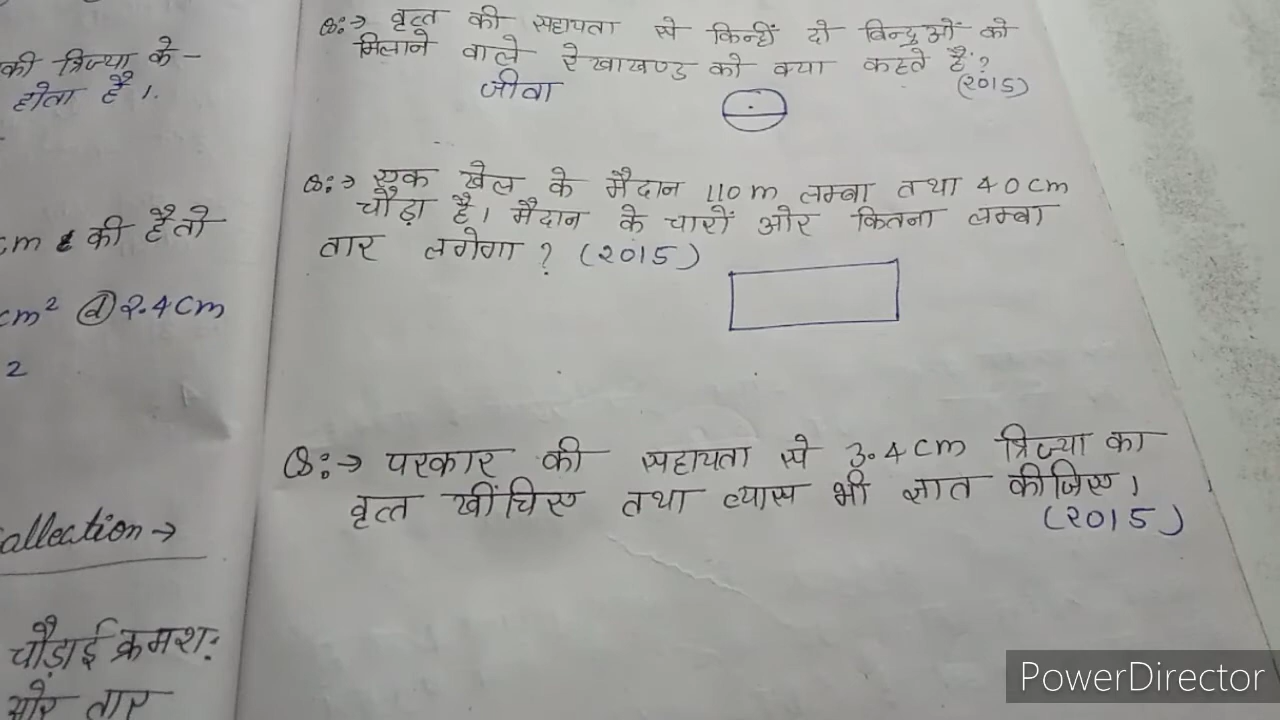 की त्रिज्या के -
होता है।.
cm की है तो
cm² @ 2.4cm
2
allection →
चौड़ाई क्रमश:
और तार
Q:→ वृत्त की सहायता से किन्हीं दो बिन्दुओं को
मिलाने वाले रेखाखण्ड को क्या कहते हैं?
जीवा (2015)
Q:→ एक खेल के मैदान 110m लम्बा तथा 40cm
चौड़ा है। मैदान के चारों ओर कितना लम्बा
तार लगेगा? (2015)
Q:→ परकार की सहायता से 3.4cm त्रिज्या का
वृत्त खींचिए तथा व्यास भी ज्ञात कीजिए।
(2015)
PowerDirector